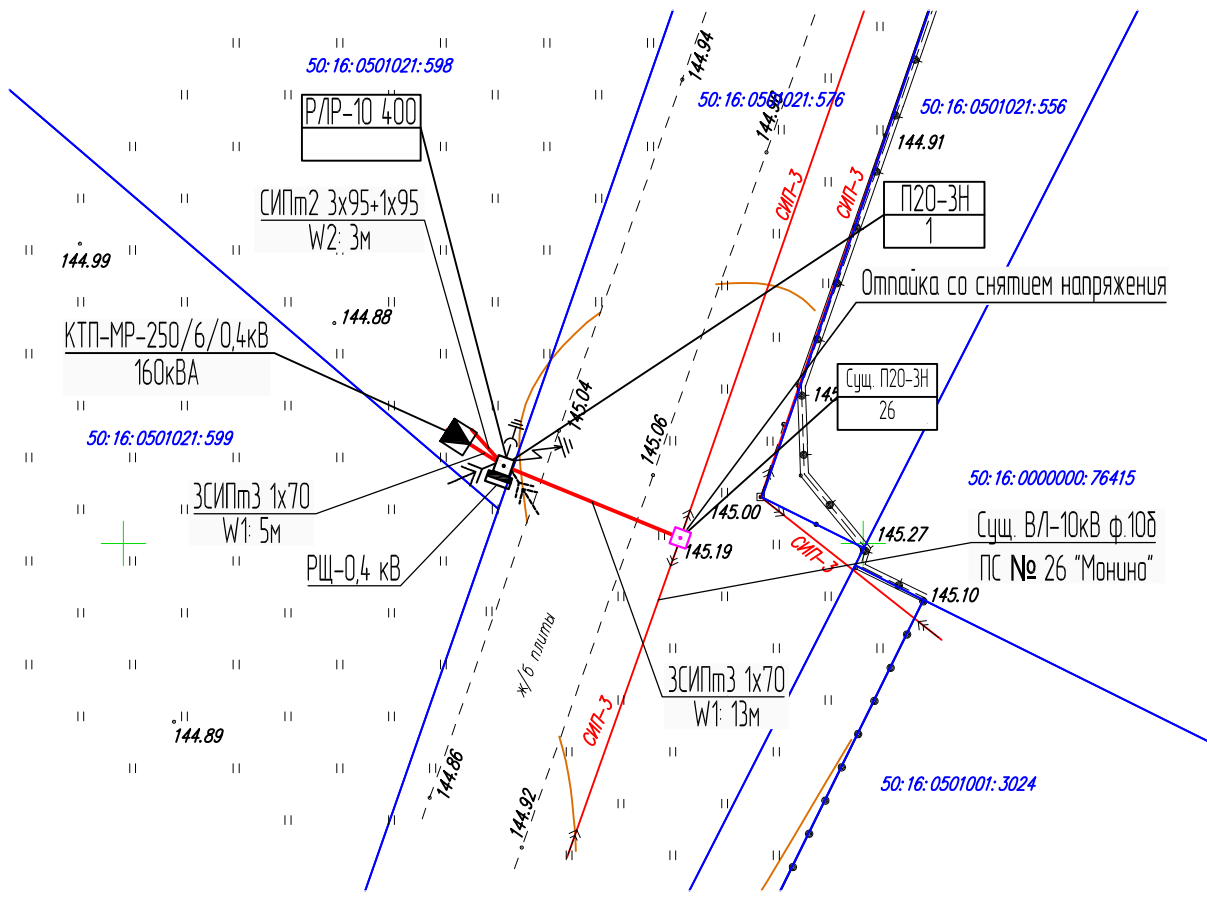 144.94
50:16:0501021:598
50:16:0501021:576
РЛР-10 400
50:16:0501021:556
144.91
СИП-3
СИП-3
СИПт2 3х95+1х95
W2: 3м
П20-3Н
1
144.99
Отпайка со снятием напряжения
144.88
КТП-МР-250/6/0,4кВ
160кВА
Сущ. П20-3Н
26
145.04
145.06
50:16:0501021:599
50:16:0000000:76415
3СИПт3 1х70
W1: 5м
145.00
145.27
Сущ. ВЛ-10кВ ф.10б
ПС № 26 "Монино"
145.19
СИП-3
РЩ-0,4 кВ
145.10
ж/б плиты
3СИПт3 1х70
W1: 13м
СИП-3
144.89
144.86
144.92
50:16:0501001:3024